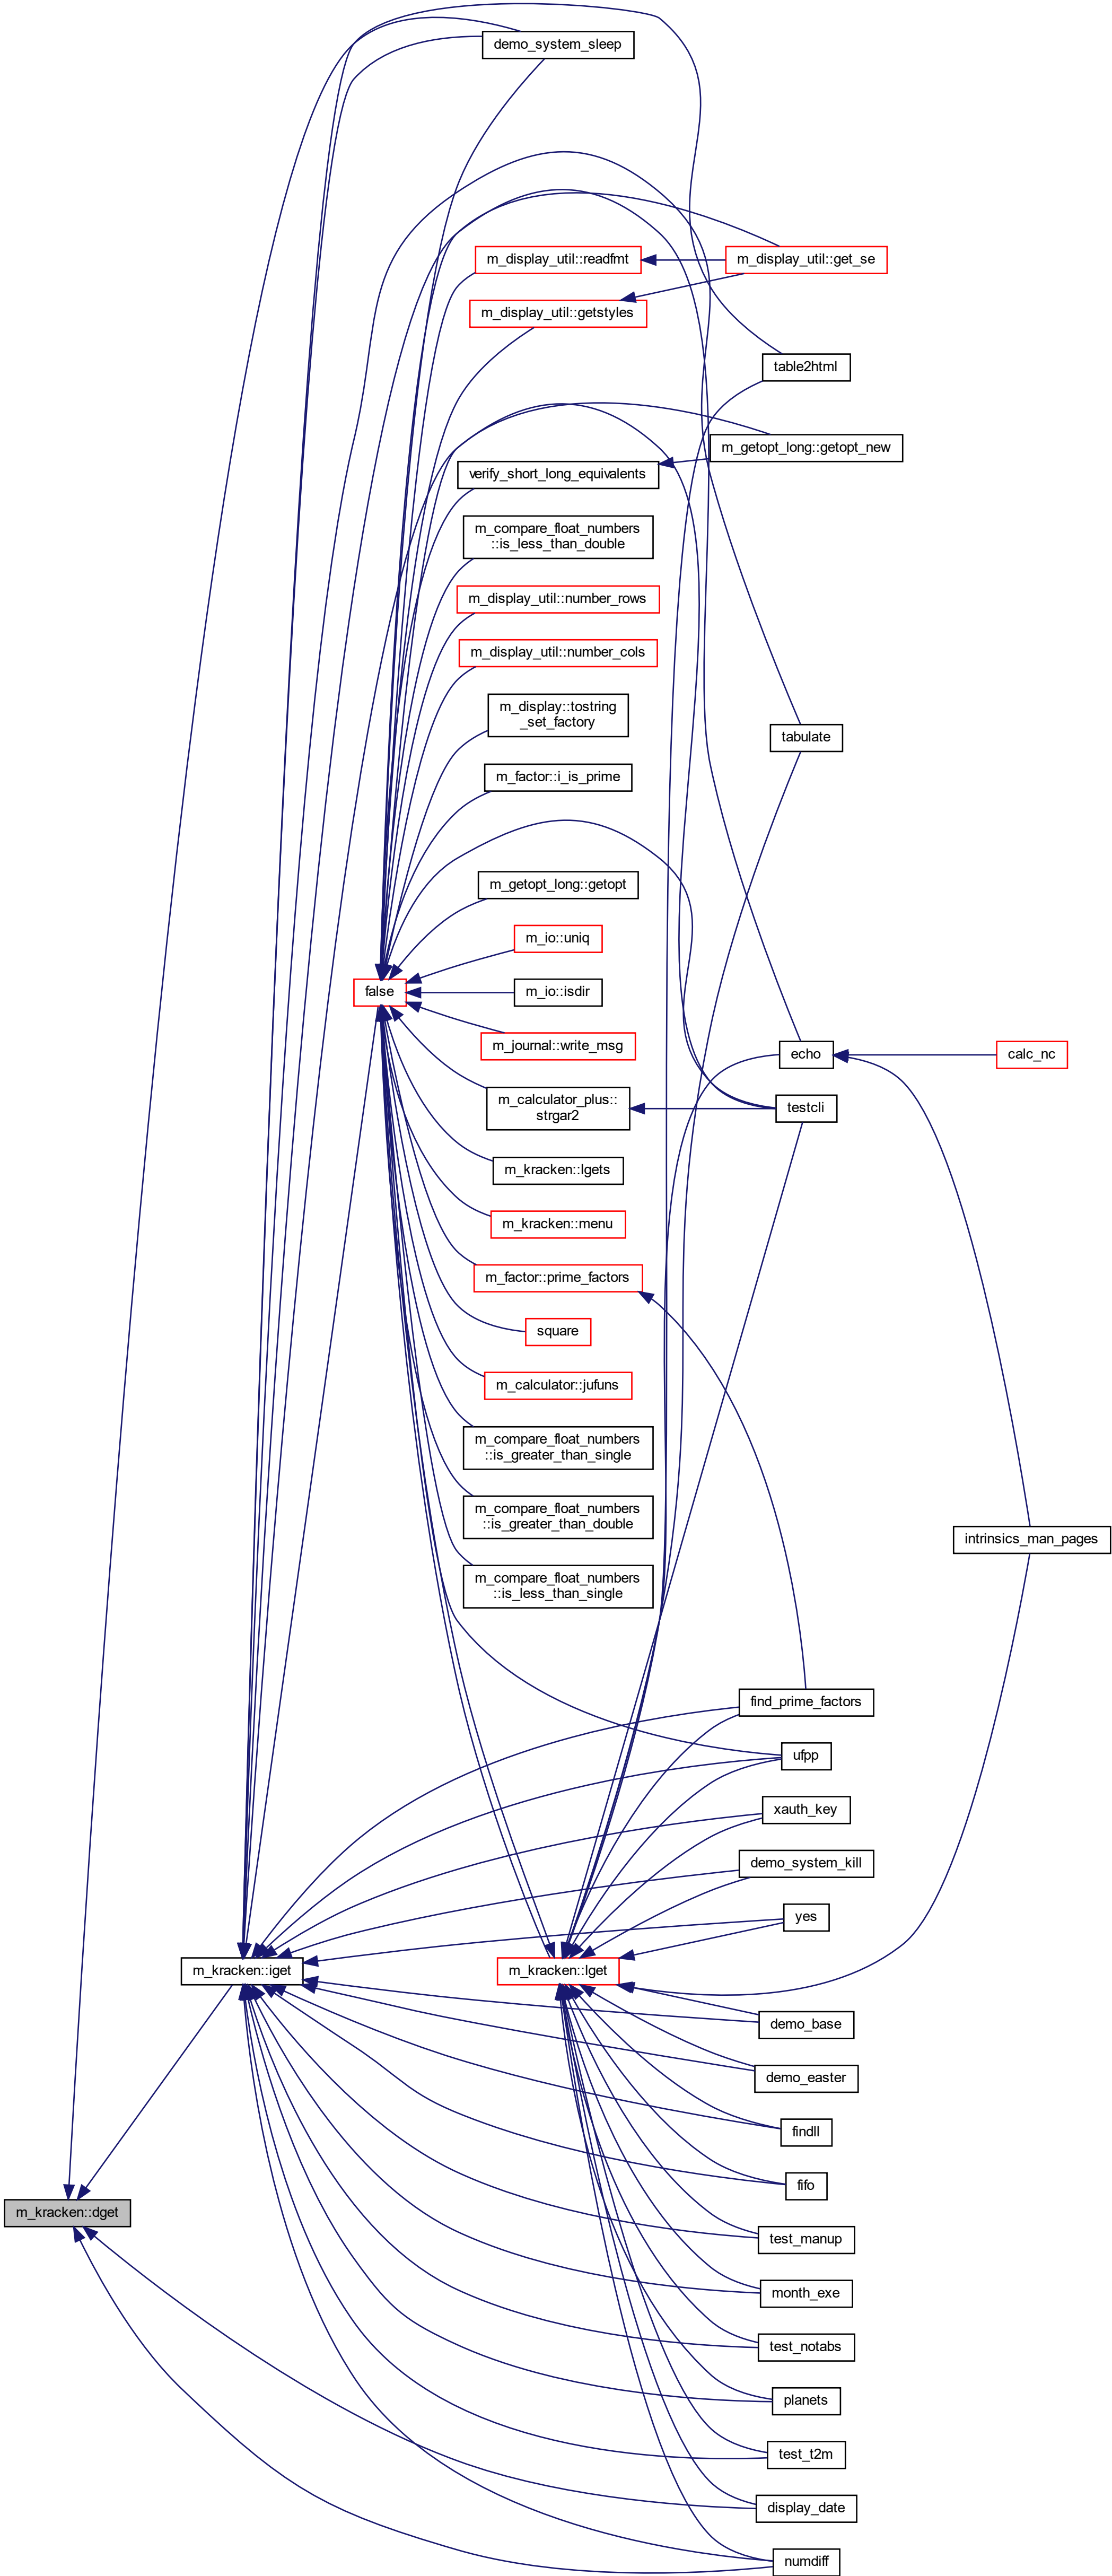 demo_system_sleep
m_display_util::readfmt
m_display_util::get_se
m_display_util::getstyles
table2html
m_getopt_long::getopt_new
verify_short_long_equivalents
m_compare_float_numbers
::is_less_than_double
m_display_util::number_rows
m_display_util::number_cols
m_display::tostring
_set_factory
tabulate
m_factor::i_is_prime
m_getopt_long::getopt
m_io::uniq
false
m_io::isdir
m_journal::write_msg
echo
calc_nc
m_calculator_plus::
strgar2
testcli
m_kracken::lgets
m_kracken::menu
m_factor::prime_factors
square
m_calculator::jufuns
m_compare_float_numbers
::is_greater_than_single
m_compare_float_numbers
::is_greater_than_double
intrinsics_man_pages
m_compare_float_numbers
::is_less_than_single
find_prime_factors
ufpp
xauth_key
demo_system_kill
yes
m_kracken::iget
m_kracken::lget
demo_base
demo_easter
findll
fifo
m_kracken::dget
test_manup
month_exe
test_notabs
planets
test_t2m
display_date
numdiff